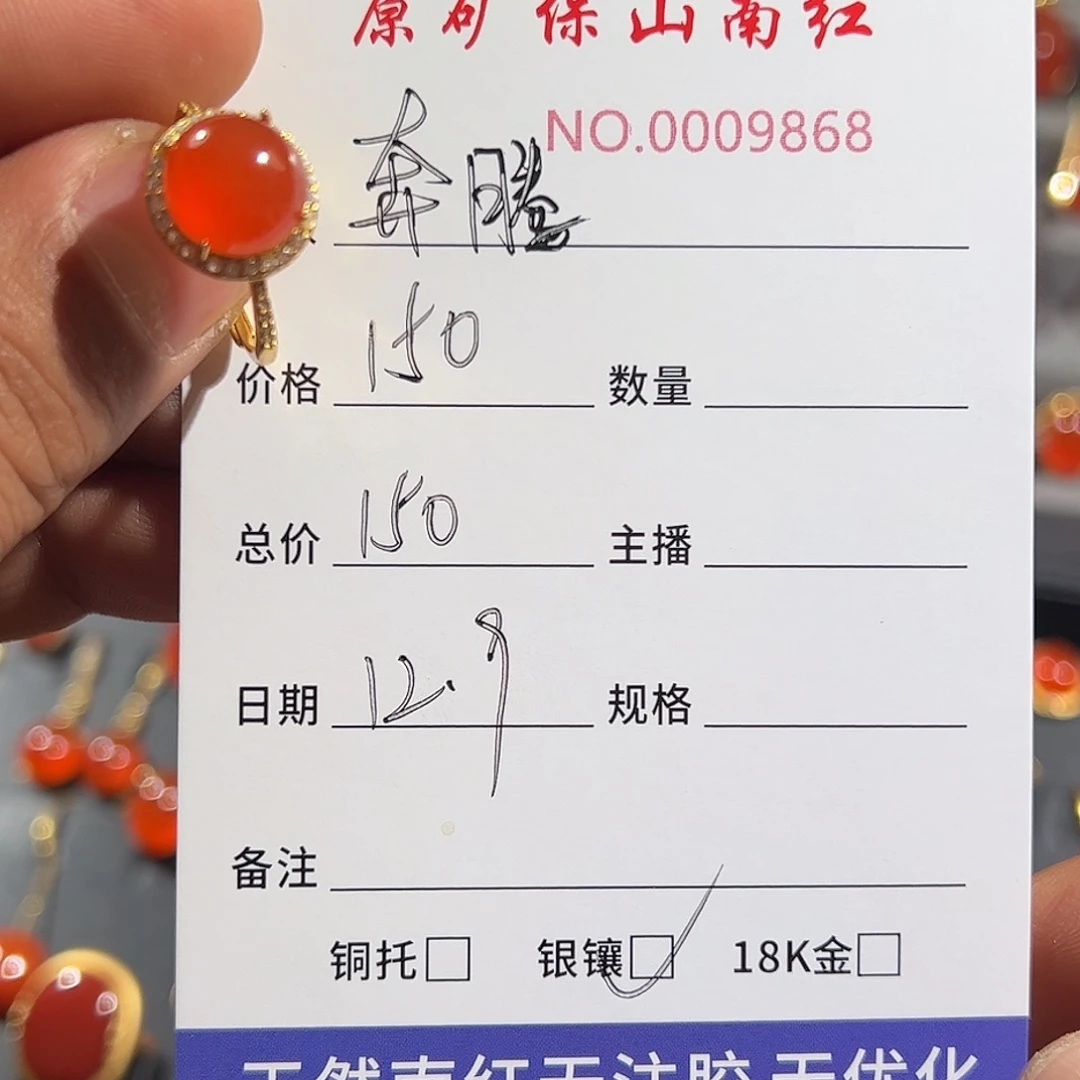 原矿保山南红
NO.0009868
奔腾
价格 150 数量
总价 150 主播
日期 12.9 规格
备注
铜托 银镶 18K金
天然南红无注胶 无优化